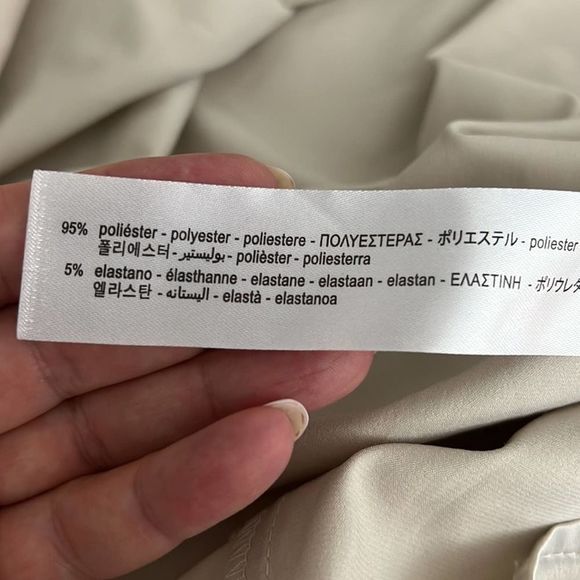 95% poliéster - polyester - poliestere - ΠΟΛΥΕΣΤΕΡΑΣ - ポリエステル - poliester
폴리에스터 - بوليستير - polièster - poliesterra
5% elastano - élasthanne - elastane - elastaan - elastan - ΕΛΑΣΤΙΝΗ - ポリウレタ
엘라스탄 - اليستانه - elastà - elastanoa